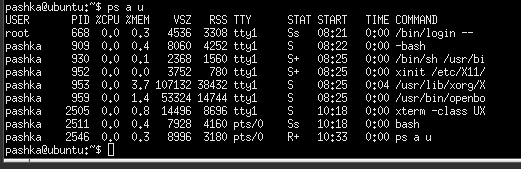 pashka@ubuntu:~$ ps a u
USER       PID %CPU %MEM    VSZ   RSS TTY      STAT START   TIME COMMAND
root       668  0.0  0.3   4536  3308 tty1     Ss   08:21   0:00 /bin/login --
pashka     909  0.0  0.4   8060  4252 tty1     S    08:22   0:00 -bash
pashka     930  0.0  0.1   2368  1560 tty1     S+   08:25   0:00 /bin/sh /usr/bi
pashka     952  0.0  0.0   3752   780 tty1     S+   08:25   0:00 xinit /etc/X11/
pashka     953  0.0  3.7 107132 38432 tty1     S    08:25   0:04 /usr/lib/xorg/X
pashka     959  0.0  1.4  53324 14744 tty1     S    08:25   0:00 /usr/bin/openbo
pashka    2505  0.0  0.8  14496  8696 tty1     S    10:18   0:00 xterm -class UX
pashka    2511  0.0  0.4   7928  4160 pts/0    Ss   10:18   0:00 bash
pashka    2546  0.0  0.3   8996  3180 pts/0    R+   10:33   0:00 ps a u
pashka@ubuntu:~$